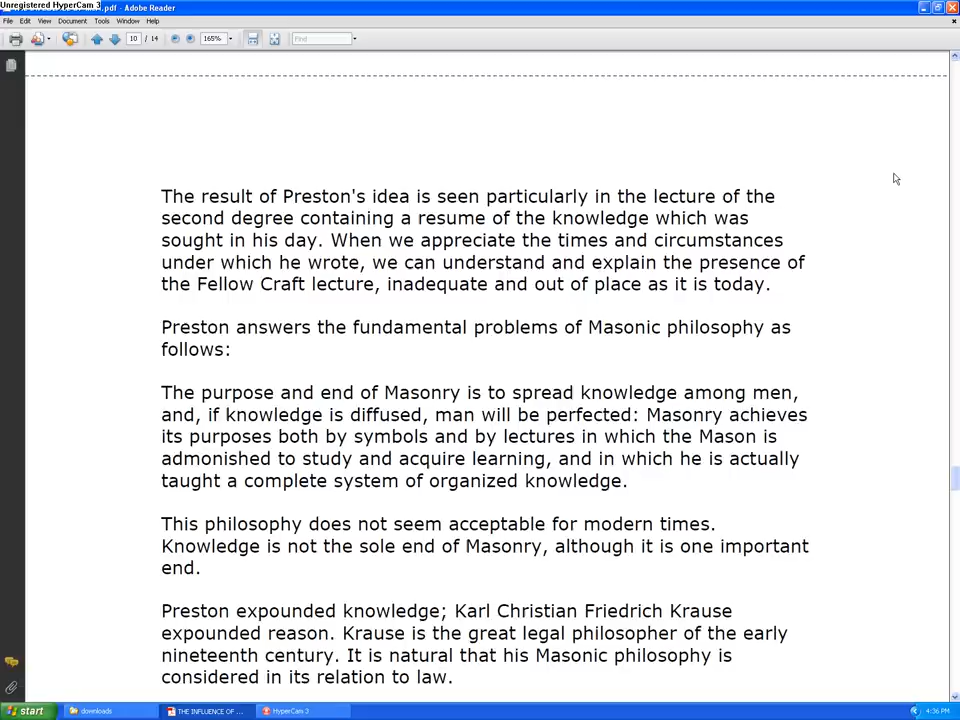 Unregistered HyperCam 3
.pdf - Adobe Reader
File Edit View Document Tools Window Help
10 / 14 165% Find
The result of Preston's idea is seen particularly in the lecture of the
second degree containing a resume of the knowledge which was
sought in his day. When we appreciate the times and circumstances
under which he wrote, we can understand and explain the presence of
the Fellow Craft lecture, inadequate and out of place as it is today.
Preston answers the fundamental problems of Masonic philosophy as
follows:
The purpose and end of Masonry is to spread knowledge among men,
and, if knowledge is diffused, man will be perfected: Masonry achieves
its purposes both by symbols and by lectures in which the Mason is
admonished to study and acquire learning, and in which he is actually
taught a complete system of organized knowledge.
This philosophy does not seem acceptable for modern times.
Knowledge is not the sole end of Masonry, although it is one important
end.
Preston expounded knowledge; Karl Christian Friedrich Krause
expounded reason. Krause is the great legal philosopher of the early
nineteenth century. It is natural that his Masonic philosophy is
considered in its relation to law.
start downloads THE INFLUENCE OF ... HyperCam 3 4:36 PM